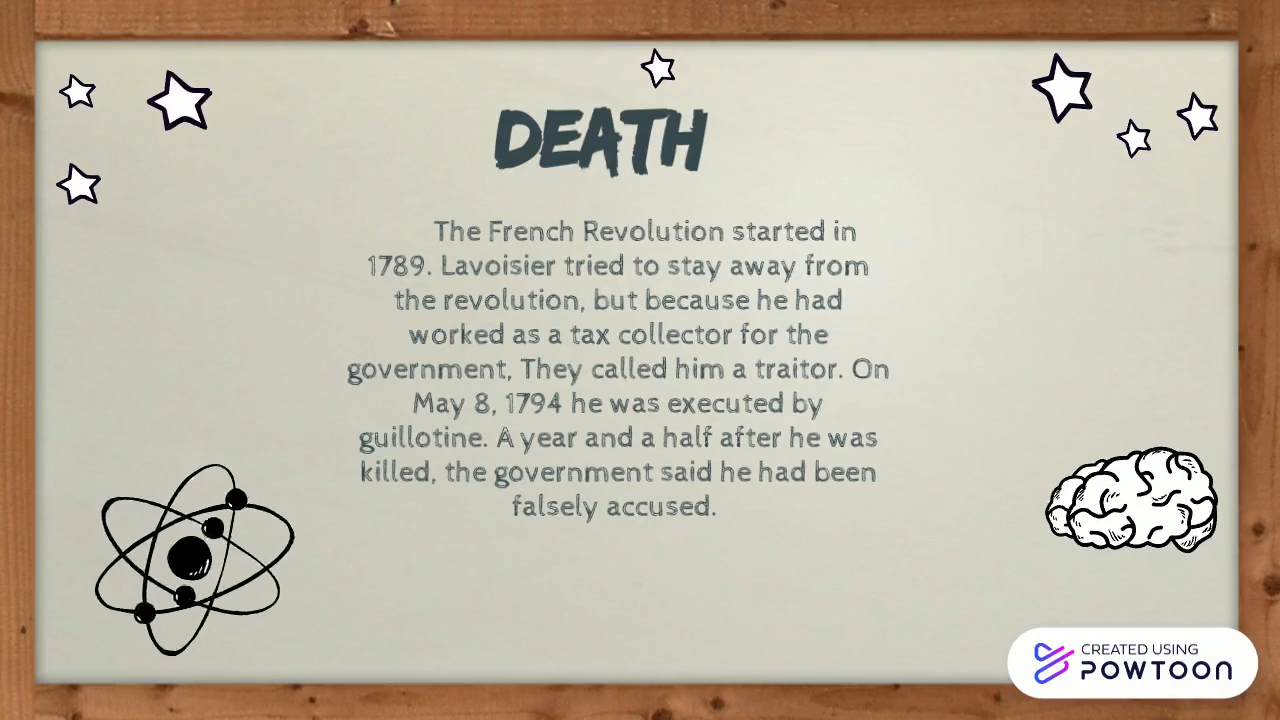 DEATH
The French Revolution started in
1789. Lavoisier tried to stay away from
the revolution, but because he had
worked as a tax collector for the
government, They called him a traitor. On
May 8, 1794 he was executed by
guillotine. A year and a half after he was
killed, the government said he had been
falsely accused.
CREATED USING
POWTOON